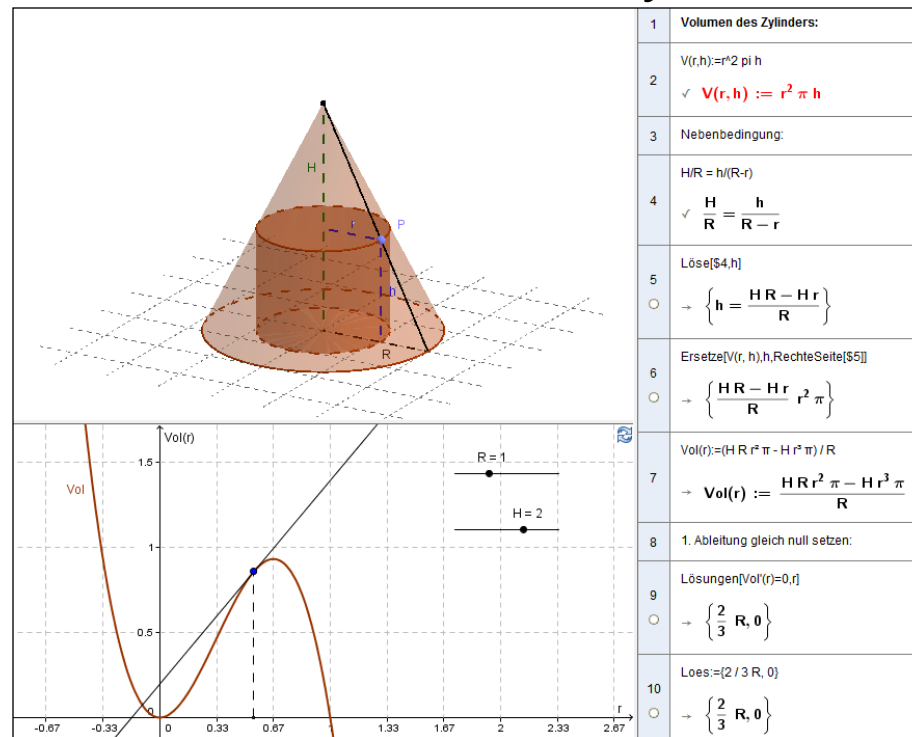 H
r
P
h
R
Vol(r)
Vol
R = 1
H = 2
1.5
1
0.5
0
r
-0.67 -0.33 0 0.33 0.67 1 1.33 1.67 2 2.33 2.67
1 Volumen des Zylinders:
2 V(r,h):=r^2 pi h
✓ V(r, h) := r² π h
3 Nebenbedingung:
4 H/R = h/(R-r)
✓ H/R = h/(R − r)
5 Löse[$4,h]
→ {h = (H R − H r)/R}
6 Ersetze[V(r, h),h,RechteSeite[$5]]
→ {(H R − H r)/R r² π}
7 Vol(r):=(H R r² π - H r³ π) / R
→ Vol(r) := (H R r² π − H r³ π)/R
8 1. Ableitung gleich null setzen:
9 Lösungen[Vol'(r)=0,r]
→ {2/3 R, 0}
10 Loes:={2 / 3 R, 0}
→ {2/3 R, 0}